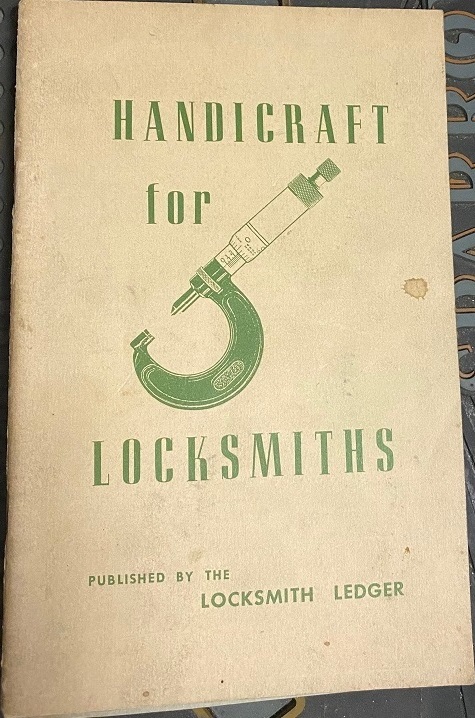 HANDICRAFT
for
LOCKSMITHS
PUBLISHED BY THE
LOCKSMITH LEDGER